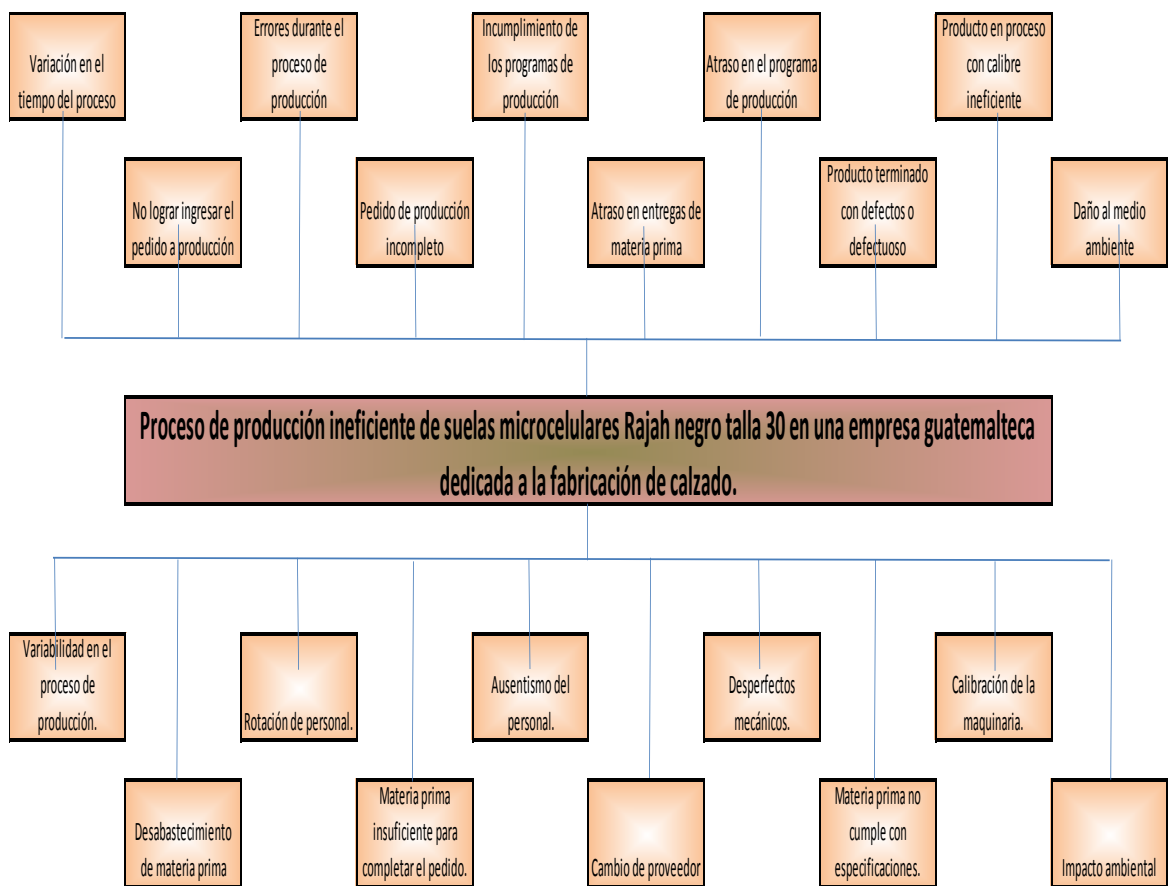 Variación en el
tiempo del proceso
Errores durante el
proceso de
producción
Incumplimiento de
los programas de
producción
Atraso en el programa
de producción
Producto en proceso
con calibre
ineficiente
No lograr ingresar el
pedido a producción
Pedido de producción
incompleto
Atraso en entregas de
materia prima
Producto terminado
con defectos o
defectuoso
Daño al medio
ambiente
Proceso de producción ineficiente de suelas microcelulares Rajah negro talla 30 en una empresa guatemalteca
dedicada a la fabricación de calzado.
Variabilidad en el
proceso de
producción.
Rotación de personal.
Ausentismo del
personal.
Desperfectos
mecánicos.
Calibración de la
maquinaria.
Desabastecimiento
de materia prima
Materia prima
insuficiente para
completar el pedido.
Cambio de proveedor
Materia prima no
cumple con
especificaciones.
Impacto ambiental